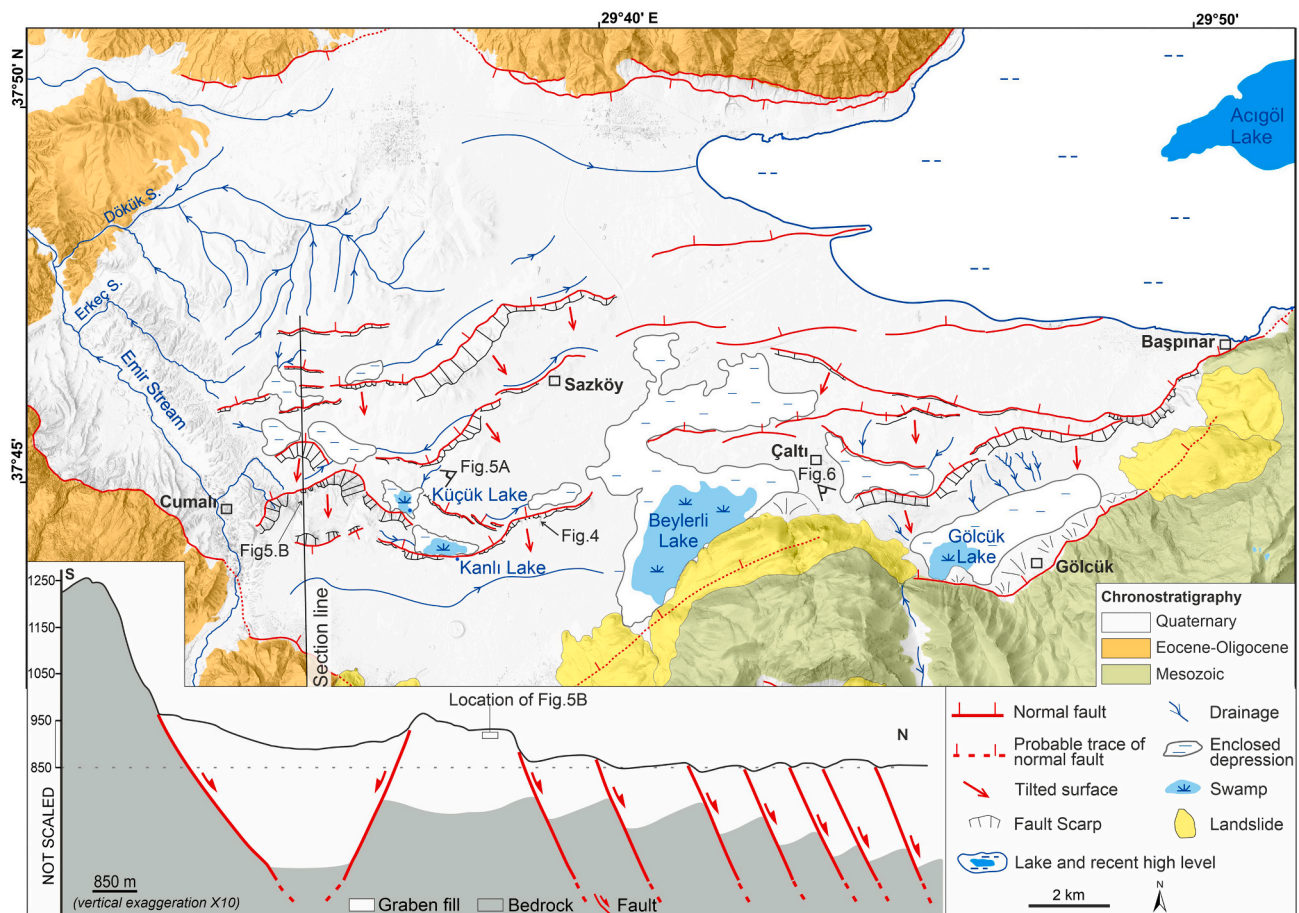 29°40' E
29°50'
37°50' N
Acıgöl
Lake
Dökük S.
Erkeç S.
Emir Stream
Başpınar
Sazköy
37°45'
Çaltı
Fig.5A
Fig.6
Küçük Lake
Cumalı
Beylerli
Lake
Gölcük
Lake
Fig5.B
Fig.4
Kanlı Lake
Gölcük
Section line
Chronostratigraphy
Quaternary
Eocene-Oligocene
Mesozoic
1250
S
1150
1050
950
850
NOT SCALED
Location of Fig.5B
N
850 m
(vertical exaggeration X10)
Graben fill
Bedrock
Fault
Normal fault
Drainage
Probable trace of
normal fault
Enclosed
depression
Tilted surface
Swamp
Fault Scarp
Landslide
Lake and recent high level
2 km
N